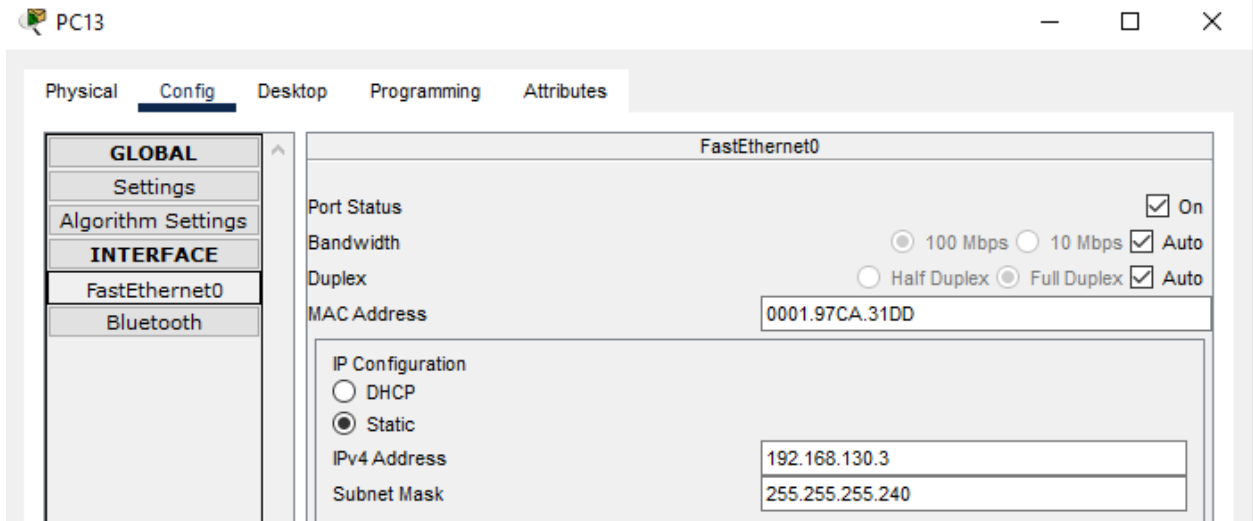 PC13
Physical Config Desktop Programming Attributes
GLOBAL
Settings
Algorithm Settings
INTERFACE
FastEthernet0
Bluetooth
FastEthernet0
Port Status On
Bandwidth 100 Mbps 10 Mbps Auto
Duplex Half Duplex Full Duplex Auto
MAC Address 0001.97CA.31DD
IP Configuration
DHCP
Static
IPv4 Address 192.168.130.3
Subnet Mask 255.255.255.240